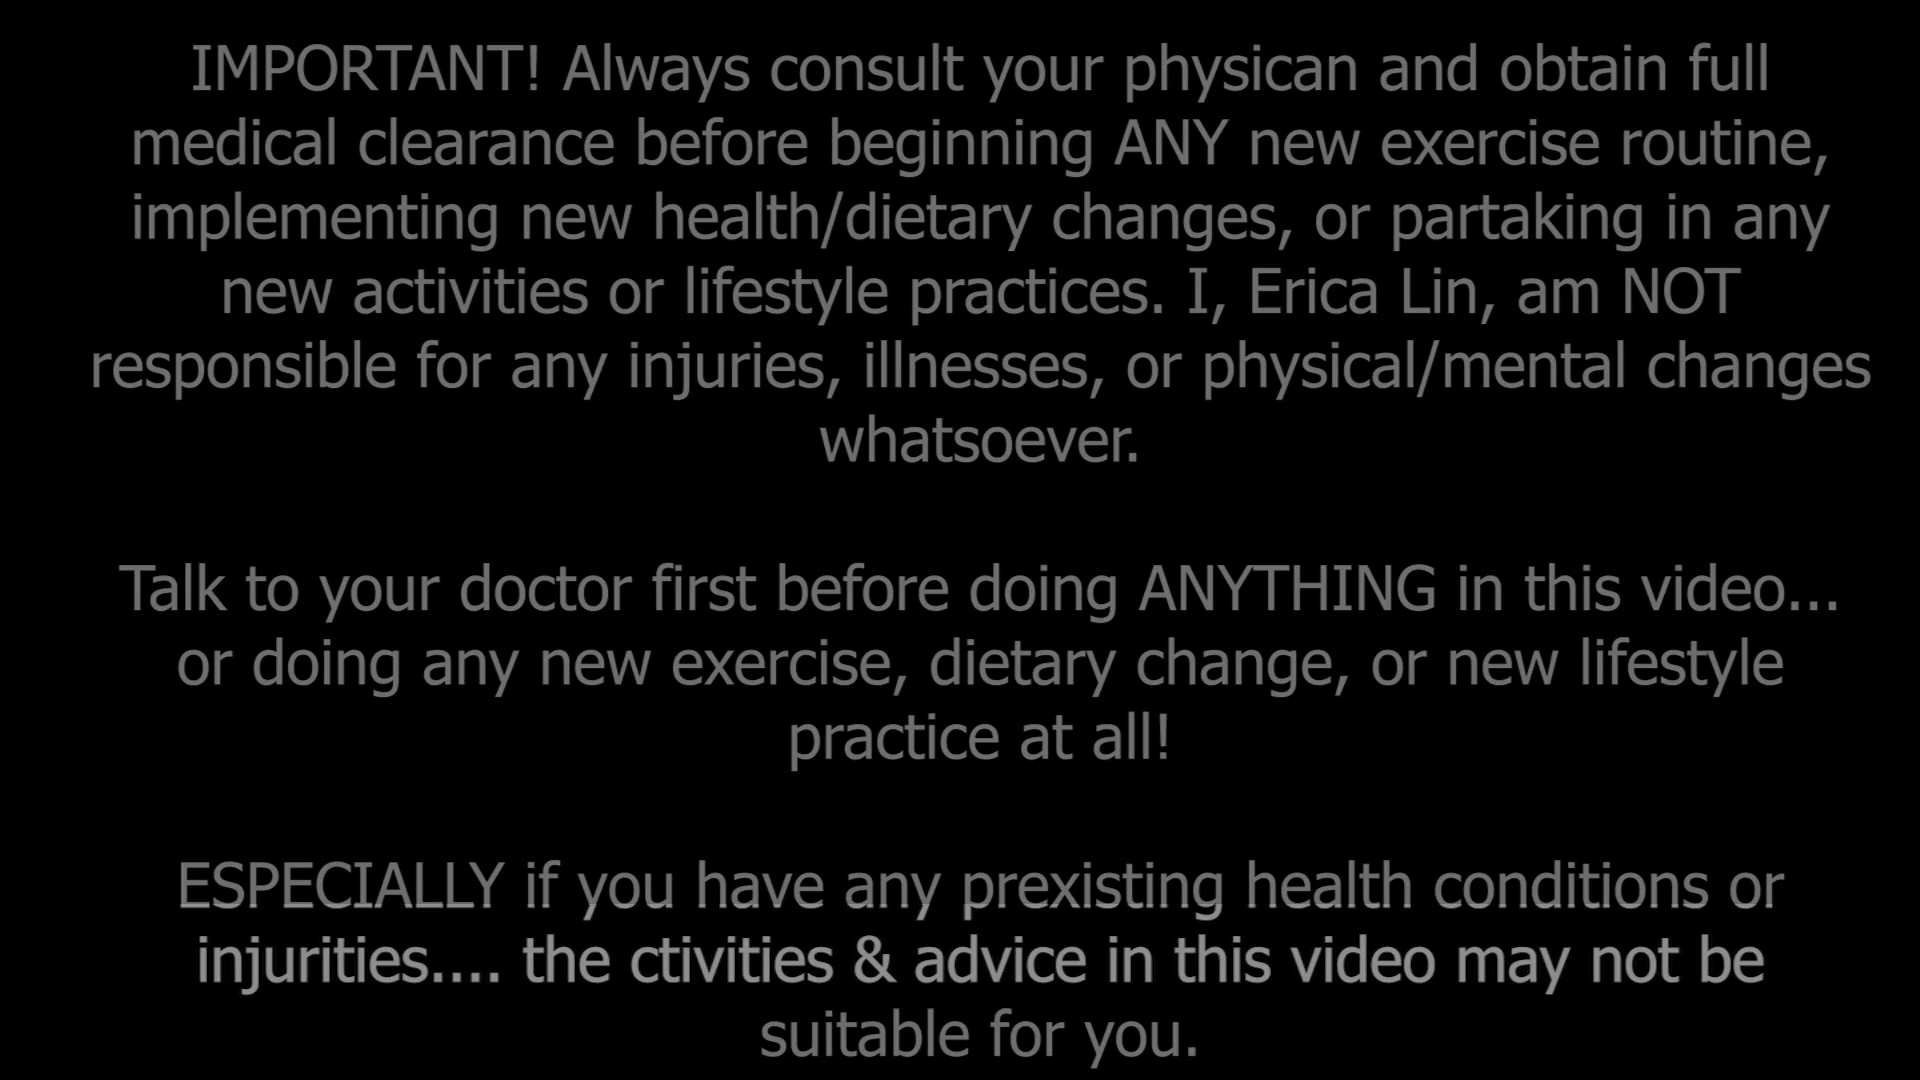 IMPORTANT! Always consult your physican and obtain full
medical clearance before beginning ANY new exercise routine,
implementing new health/dietary changes, or partaking in any
new activities or lifestyle practices. I, Erica Lin, am NOT
responsible for any injuries, illnesses, or physical/mental changes
whatsoever.
Talk to your doctor first before doing ANYTHING in this video...
or doing any new exercise, dietary change, or new lifestyle
practice at all!
ESPECIALLY if you have any prexisting health conditions or
injurities.... the ctivities & advice in this video may not be
suitable for you.